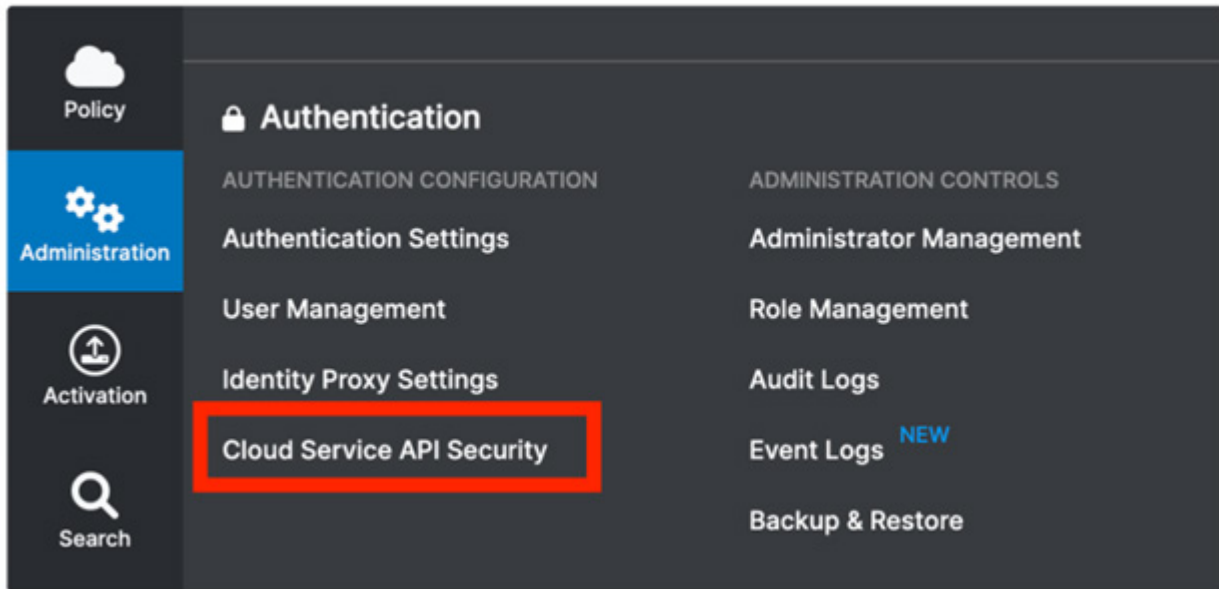 Policy
Administration
Activation
Search
Authentication
AUTHENTICATION CONFIGURATION
Authentication Settings
User Management
Identity Proxy Settings
Cloud Service API Security
ADMINISTRATION CONTROLS
Administrator Management
Role Management
Audit Logs
Event Logs NEW
Backup & Restore